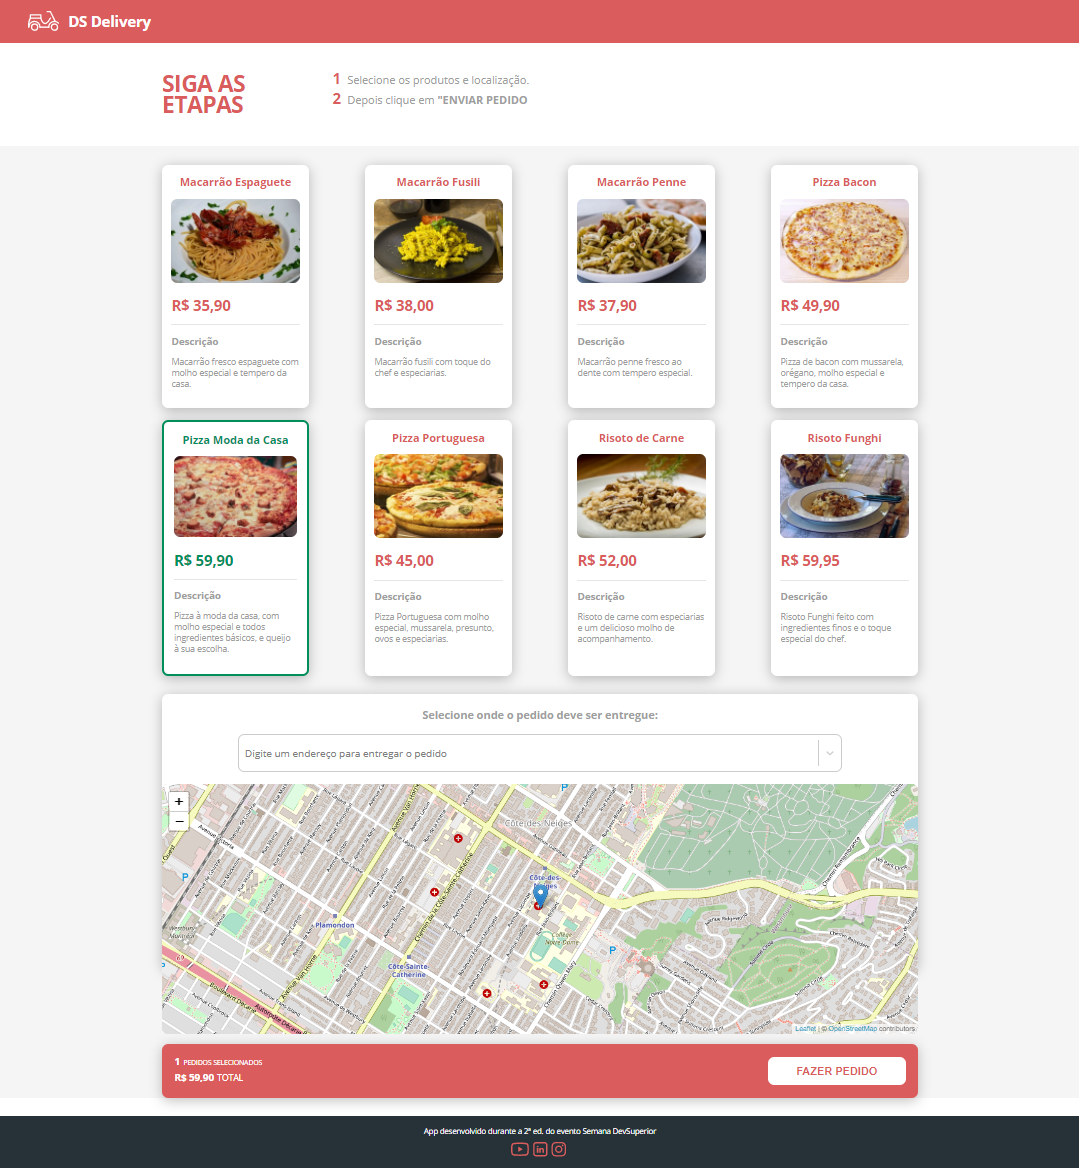 DS Delivery
SIGA AS
ETAPAS
1 Selecione os produtos e localização.
2 Depois clique em "ENVIAR PEDIDO
Macarrão Espaguete
R$ 35,90
Descrição
Macarrão fresco espaguete com
molho especial e tempero da
casa.
Macarrão Fusili
R$ 38,00
Descrição
Macarrão fusili com toque do
chef e especiarias.
Macarrão Penne
R$ 37,90
Descrição
Macarrão penne fresco ao
dente com tempero especial.
Pizza Bacon
R$ 49,90
Descrição
Pizza de bacon com mussarela,
orégano, molho especial e
tempero da casa.
Pizza Moda da Casa
R$ 59,90
Descrição
Pizza à moda da casa, com
molho especial e todos
ingredientes básicos, e queijo
à sua escolha.
Pizza Portuguesa
R$ 45,00
Descrição
Pizza Portuguesa com molho
especial, mussarela, presunto,
ovos e especiarias.
Risoto de Carne
R$ 52,00
Descrição
Risoto de carne com especiarias
e um delicioso molho de
acompanhamento.
Risoto Funghi
R$ 59,95
Descrição
Risoto Funghi feito com
ingredientes finos e o toque
especial do chef.
Selecione onde o pedido deve ser entregue:
Digite um endereço para entregar o pedido
+
−
Côte-des-Neiges
P
Plamondon
Côte-Sainte-
Catherine
Collège
Notre-Dame
P
P
Leaflet | © OpenStreetMap contributors
1 PEDIDOS SELECIONADOS
R$ 59,90 TOTAL
FAZER PEDIDO
App desenvolvido durante a 2ª ed. do evento Semana DevSuperior